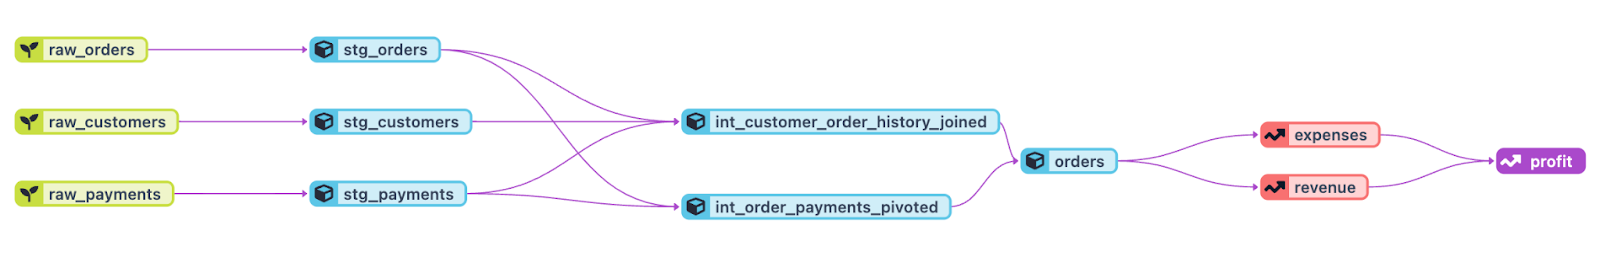 raw_orders
stg_orders
raw_customers
stg_customers
int_customer_order_history_joined
raw_payments
stg_payments
int_order_payments_pivoted
orders
expenses
revenue
profit